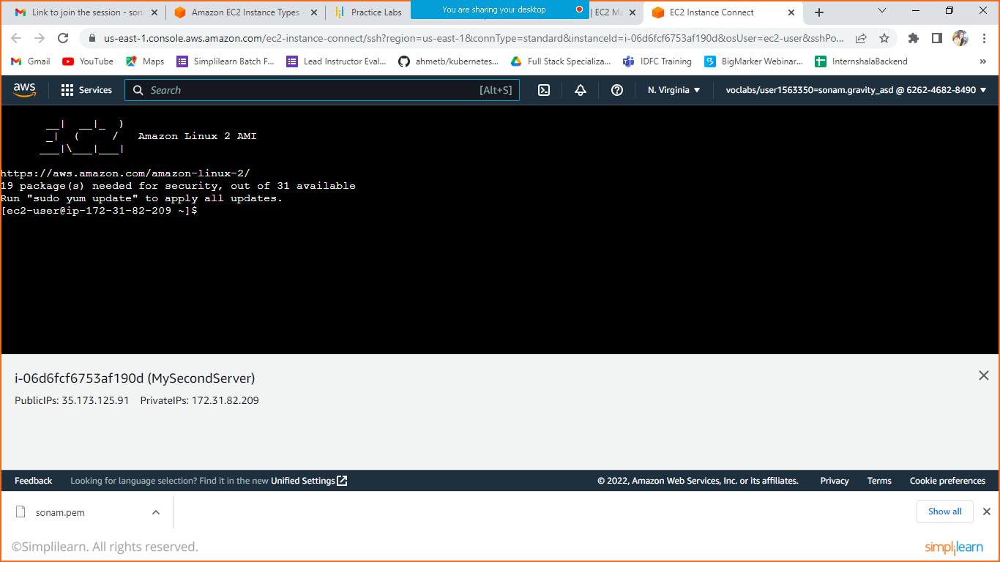 Link to join the session - sona
Amazon EC2 Instance Types -
Practice Labs
You are sharing your desktop
| EC2 Ma
EC2 Instance Connect
us-east-1.console.aws.amazon.com/ec2-instance-connect/ssh?region=us-east-1&connType=standard&instanceId=i-06d6fcf6753af190d&osUser=ec2-user&sshPo...
Gmail
YouTube
Maps
Simplilearn Batch F...
Lead Instructor Eval...
ahmetb/kubernetes...
Full Stack Specializa...
IDFC Training
BigMarker Webinar...
InternshalaBackend
»
aws
Services
Search
[Alt+S]
N. Virginia
voclabs/user1563350=sonam.gravity_asd @ 6262-4682-8490
__|  __|_  )
_|  (     /   Amazon Linux 2 AMI
___|\___|___|
https://aws.amazon.com/amazon-linux-2/
19 package(s) needed for security, out of 31 available
Run "sudo yum update" to apply all updates.
[ec2-user@ip-172-31-82-209 ~]$
i-06d6fcf6753af190d (MySecondServer)
PublicIPs: 35.173.125.91 PrivateIPs: 172.31.82.209
Feedback
Looking for language selection? Find it in the new Unified Settings
© 2022, Amazon Web Services, Inc. or its affiliates.
Privacy
Terms
Cookie preferences
sonam.pem
Show all
©Simplilearn. All rights reserved.
simplilearn